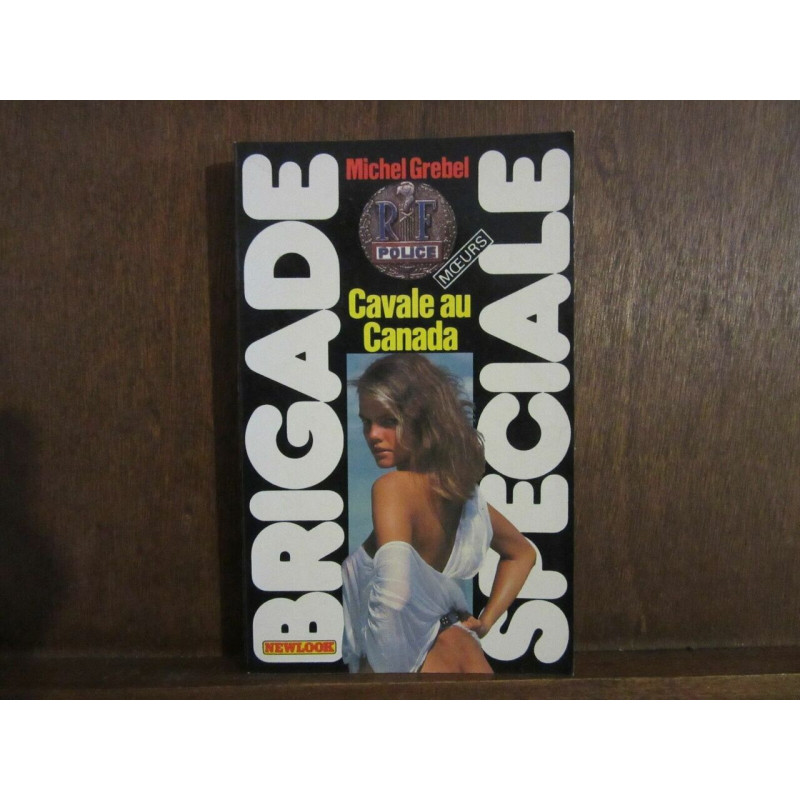 BRIGADE
SPECIALE
Michel Grebel
RF
POLICE
MŒURS
Cavale au
Canada
NEWLOOK